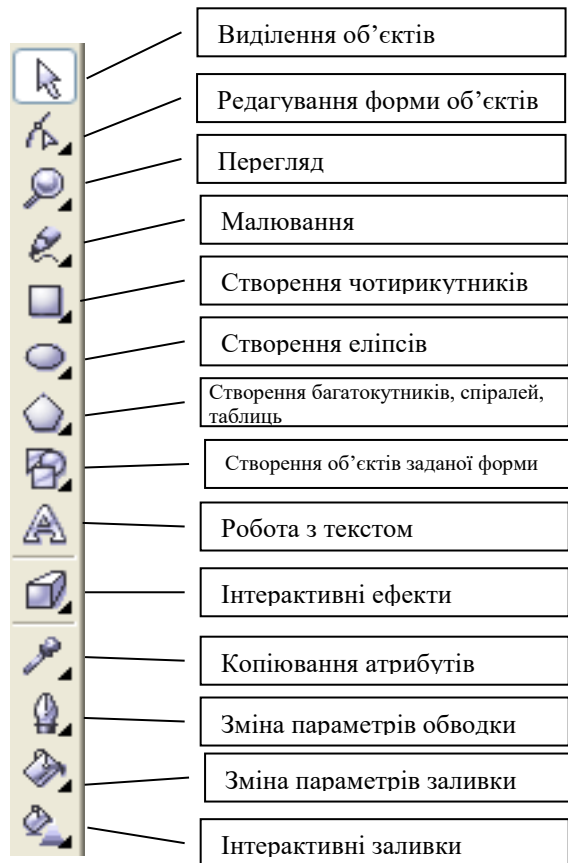 Виділення об’єктів
Редагування форми об’єктів
Перегляд
Малювання
Створення чотирикутників
Створення еліпсів
Створення багатокутників, спіралей,
таблиць
Створення об’єктів заданої форми
Робота з текстом
Інтерактивні ефекти
Копіювання атрибутів
Зміна параметрів обводки
Зміна параметрів заливки
Інтерактивні заливки